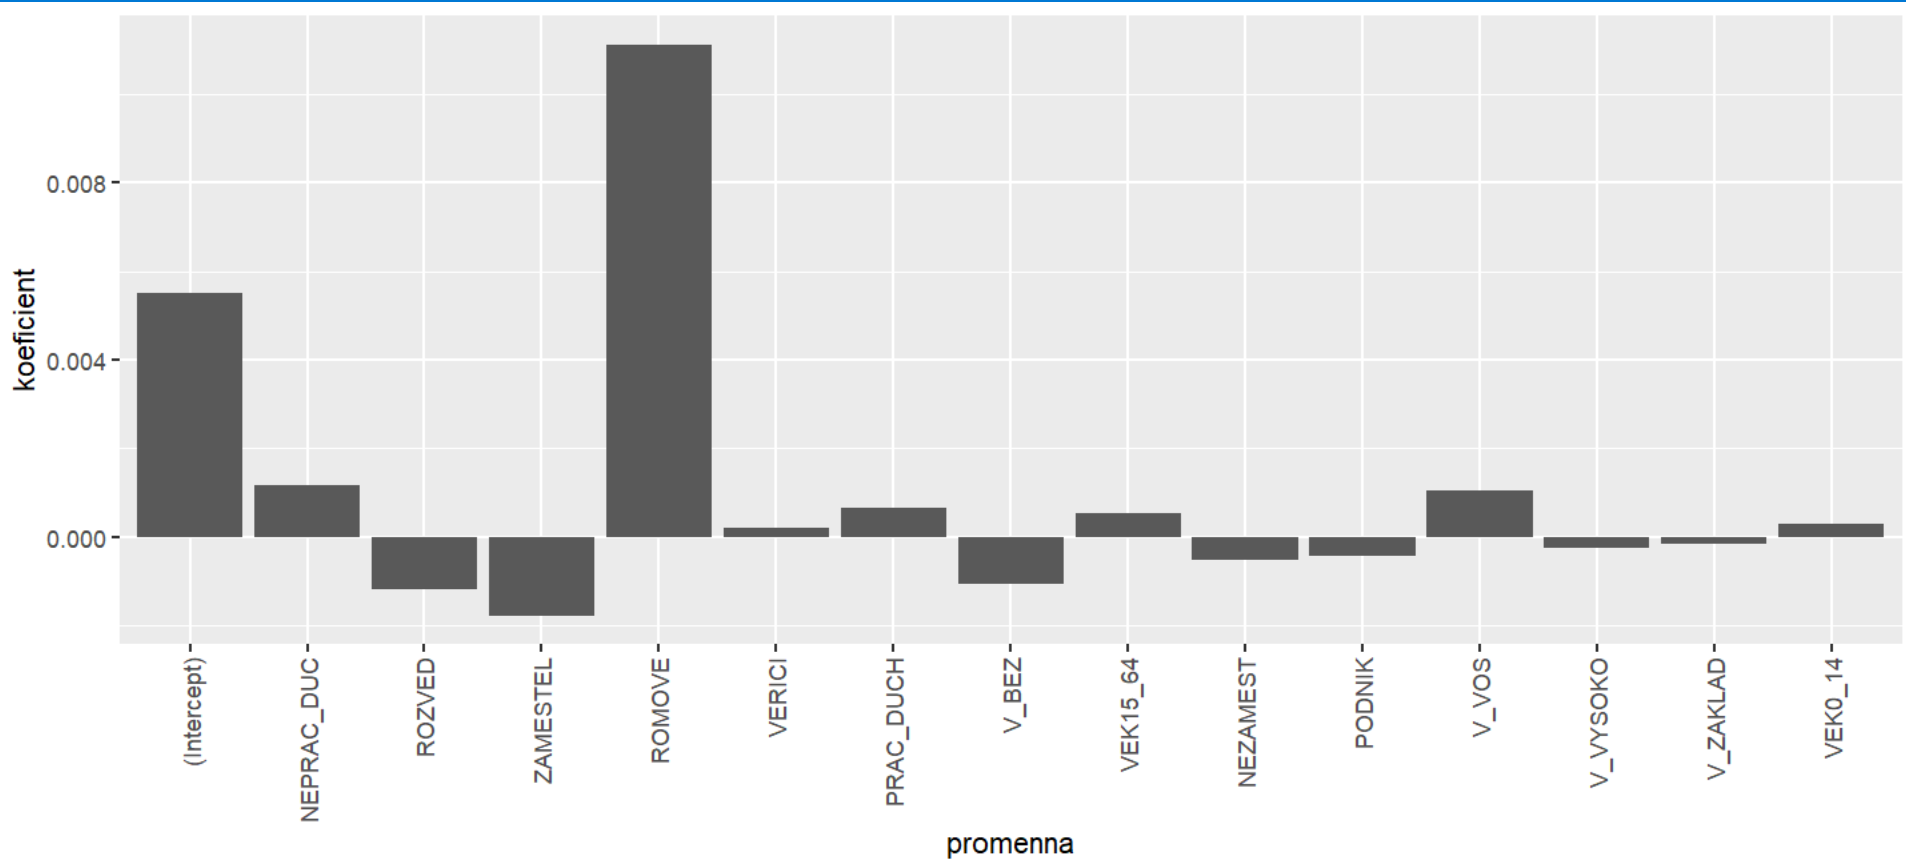 koeficient
0.008
0.004
0.000
(Intercept)
NEPRAC_DUC
ROZVED
ZAMESTEL
ROMOVE
VERICI
PRAC_DUCH
V_BEZ
VEK15_64
NEZAMEST
PODNIK
V_VOS
V_VYSOKO
V_ZAKLAD
VEK0_14
promenna